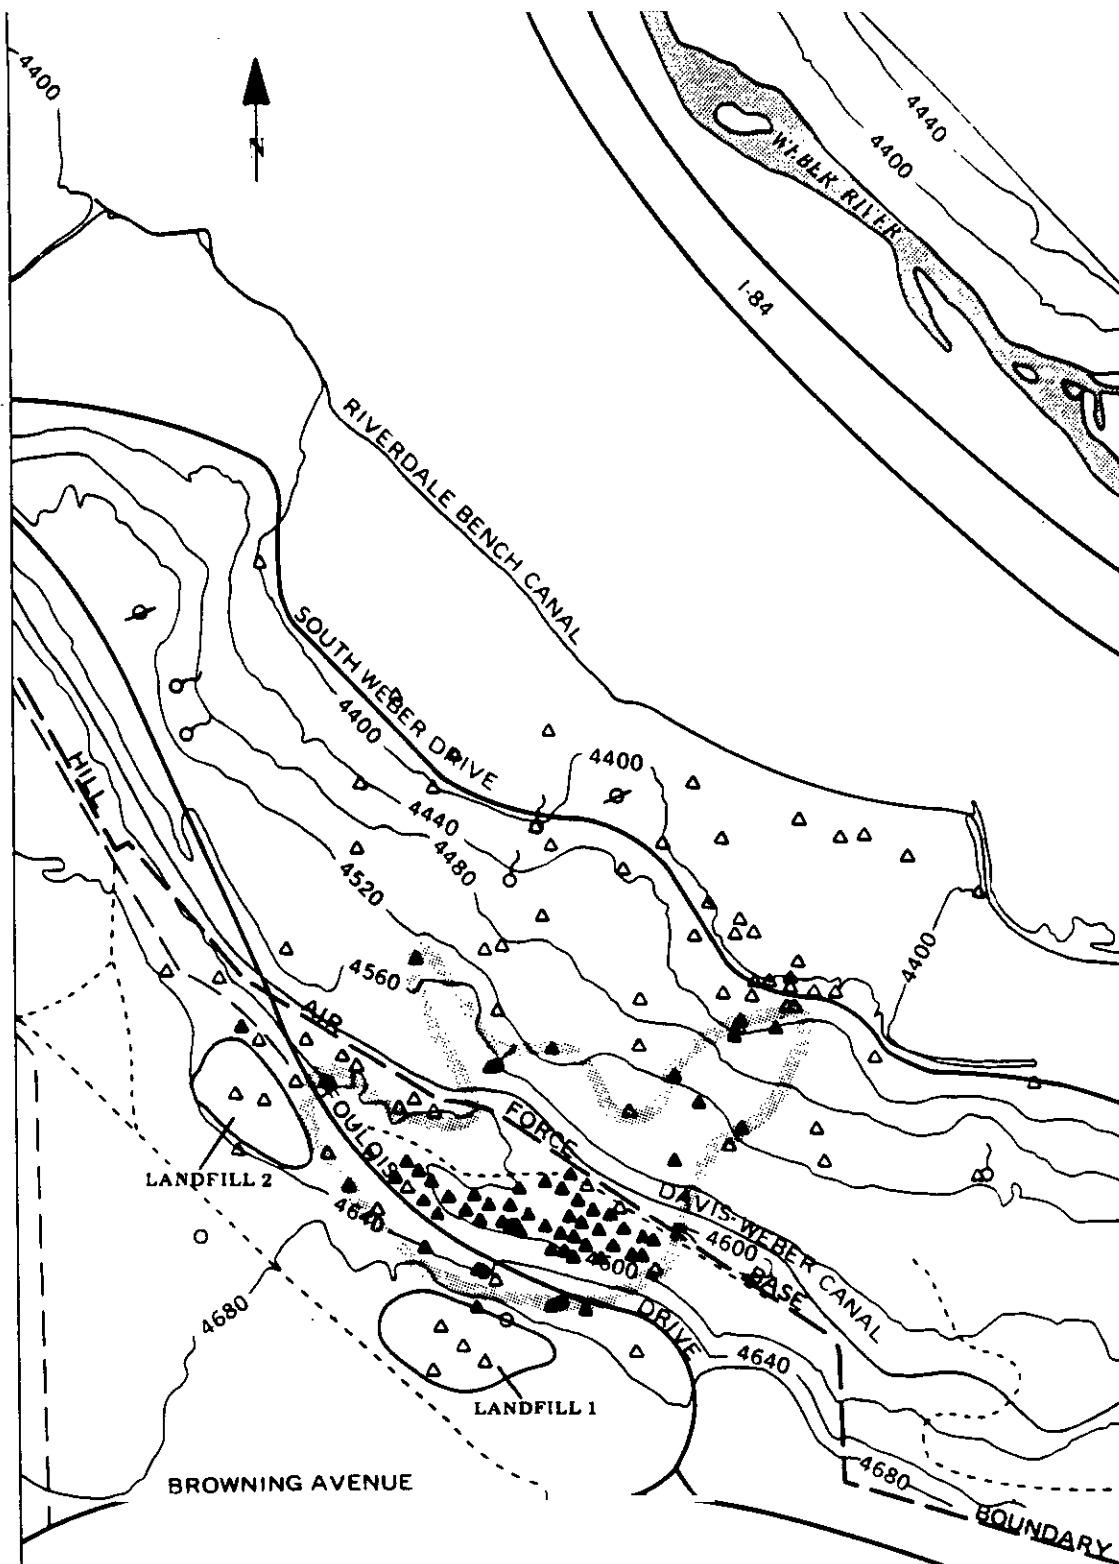 4400
N
4440
4400
WEBER RIVER
I-84
RIVERDALE BENCH CANAL
SOUTH WEBER DRIVE
4400
4400
HILL AIR FORCE BASE BOUNDARY
4440
4480
4520
4560
4400
FOULOIS DRIVE
LANDFILL 2
4640
DAVIS-WEBER CANAL
4600
4600
4680
4640
LANDFILL 1
4680
BROWNING AVENUE